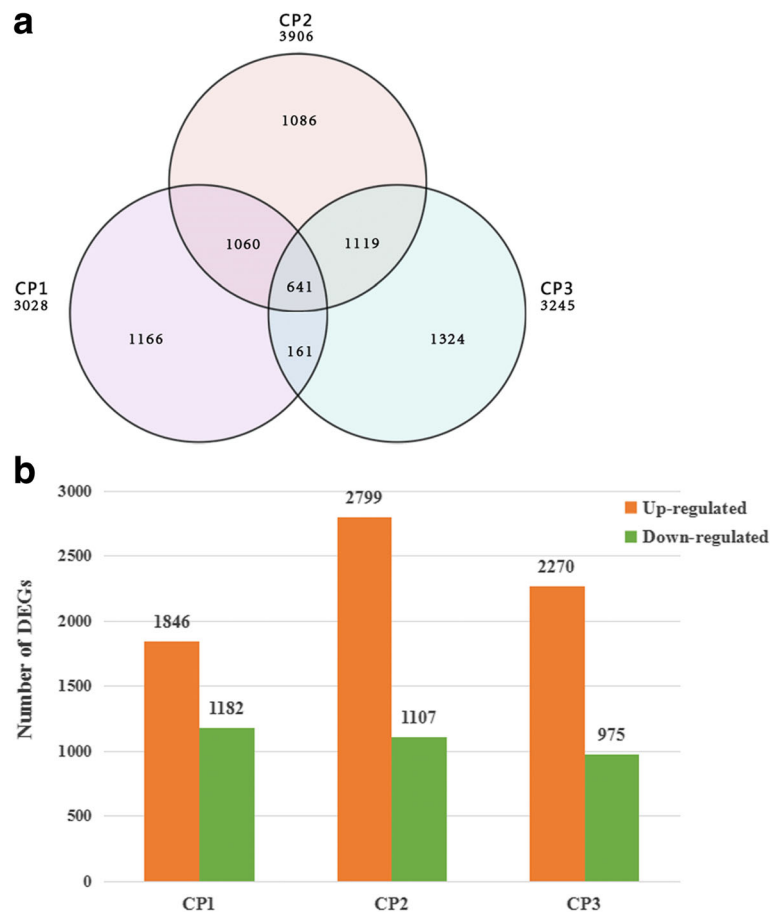 a
CP2
3906
1086
1060
1119
CP1
3028
641
CP3
3245
1166
161
1324
b
3000
2799
Up-regulated
Down-regulated
2500
2270
2000
1846
1500
1182
1107
975
1000
500
0
Number of DEGs
CP1
CP2
CP3